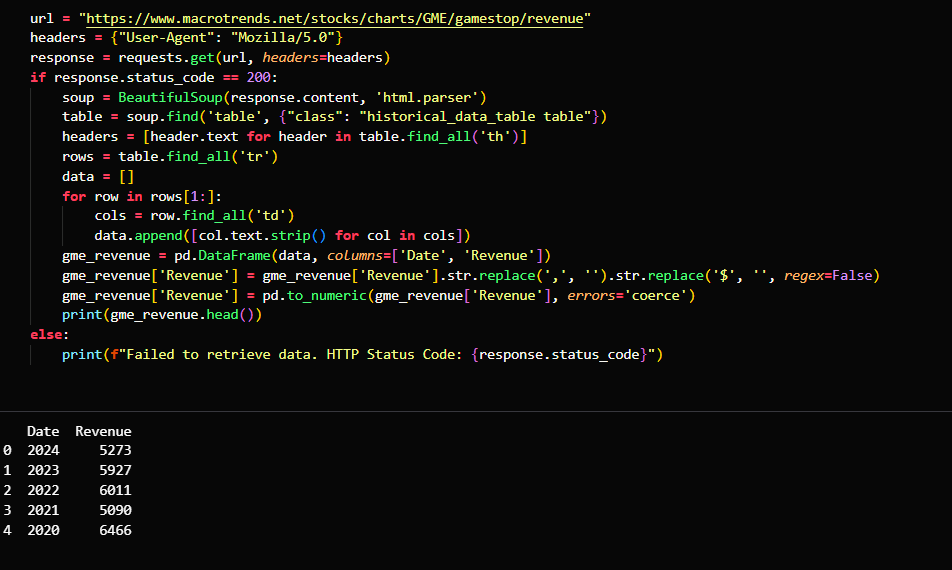 url = "https://www.macrotrends.net/stocks/charts/GME/gamestop/revenue"
headers = {"User-Agent": "Mozilla/5.0"}
response = requests.get(url, headers=headers)
if response.status_code == 200:
    soup = BeautifulSoup(response.content, 'html.parser')
    table = soup.find('table', {"class": "historical_data_table table"})
    headers = [header.text for header in table.find_all('th')]
    rows = table.find_all('tr')
    data = []
    for row in rows[1:]:
        cols = row.find_all('td')
        data.append([col.text.strip() for col in cols])
    gme_revenue = pd.DataFrame(data, columns=['Date', 'Revenue'])
    gme_revenue['Revenue'] = gme_revenue['Revenue'].str.replace(',', '').str.replace('$', '', regex=False)
    gme_revenue['Revenue'] = pd.to_numeric(gme_revenue['Revenue'], errors='coerce')
    print(gme_revenue.head())
else:
    print(f"Failed to retrieve data. HTTP Status Code: {response.status_code}")
   Date  Revenue
0  2024     5273
1  2023     5927
2  2022     6011
3  2021     5090
4  2020     6466